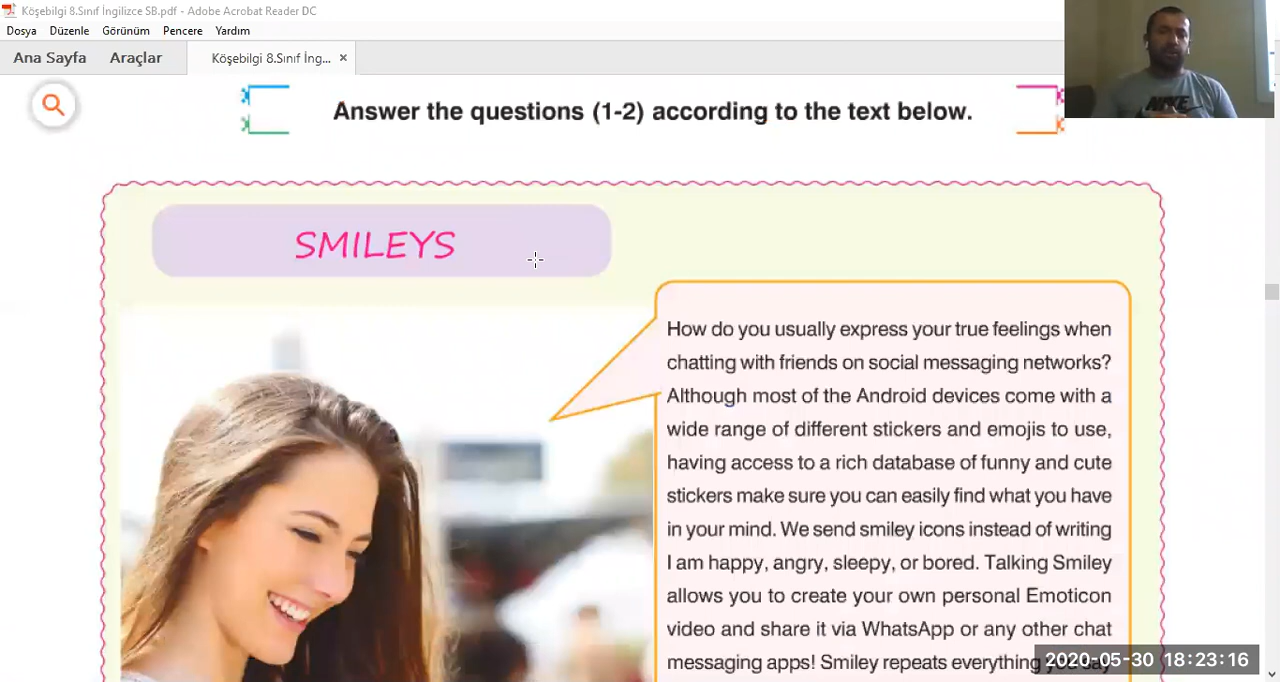 Köşebilgi 8.Sınıf İngilizce SB.pdf - Adobe Acrobat Reader DC
Dosya Düzenle Görünüm Pencere Yardım
Ana Sayfa Araçlar Köşebilgi 8.Sınıf İng... ×
Answer the questions (1-2) according to the text below.
NIKE
SMILEYS
How do you usually express your true feelings when
chatting with friends on social messaging networks?
Although most of the Android devices come with a
wide range of different stickers and emojis to use,
having access to a rich database of funny and cute
stickers make sure you can easily find what you have
in your mind. We send smiley icons instead of writing
I am happy, angry, sleepy, or bored. Talking Smiley
allows you to create your own personal Emoticon
video and share it via WhatsApp or any other chat
messaging apps! Smiley repeats everything you say
2020-05-30 18:23:16